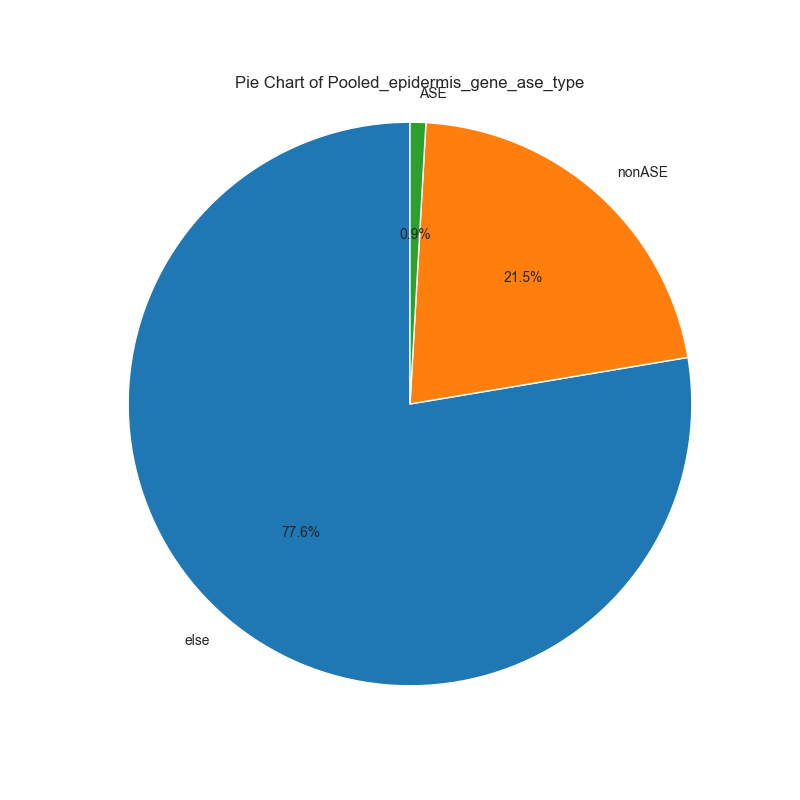 Pie Chart of Pooled_epidermis_gene_ase_type
ASE
nonASE
0.9%
21.5%
77.6%
else